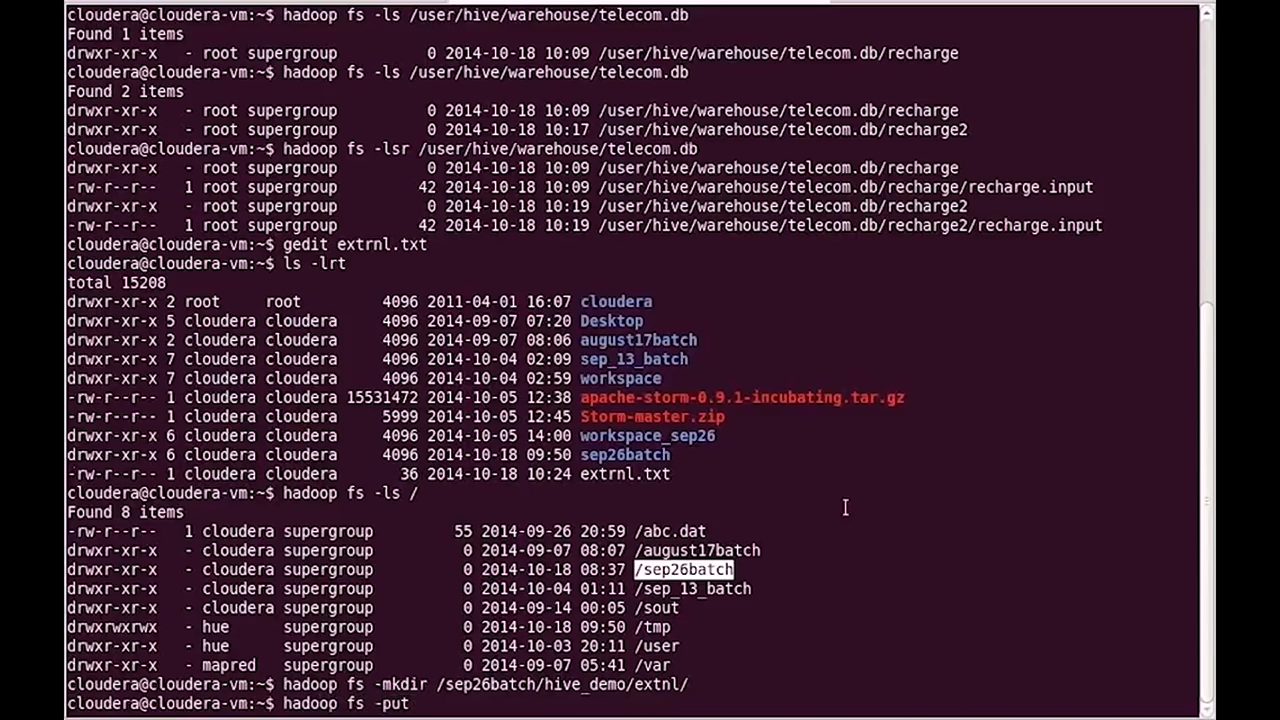 cloudera@cloudera-vm:~$ hadoop fs -ls /user/hive/warehouse/telecom.db
Found 1 items
drwxr-xr-x   - root supergroup          0 2014-10-18 10:09 /user/hive/warehouse/telecom.db/recharge
cloudera@cloudera-vm:~$ hadoop fs -ls /user/hive/warehouse/telecom.db
Found 2 items
drwxr-xr-x   - root supergroup          0 2014-10-18 10:09 /user/hive/warehouse/telecom.db/recharge
drwxr-xr-x   - root supergroup          0 2014-10-18 10:17 /user/hive/warehouse/telecom.db/recharge2
cloudera@cloudera-vm:~$ hadoop fs -lsr /user/hive/warehouse/telecom.db
drwxr-xr-x   - root supergroup          0 2014-10-18 10:09 /user/hive/warehouse/telecom.db/recharge
-rw-r--r--   1 root supergroup         42 2014-10-18 10:09 /user/hive/warehouse/telecom.db/recharge/recharge.input
drwxr-xr-x   - root supergroup          0 2014-10-18 10:19 /user/hive/warehouse/telecom.db/recharge2
-rw-r--r--   1 root supergroup         42 2014-10-18 10:19 /user/hive/warehouse/telecom.db/recharge2/recharge.input
cloudera@cloudera-vm:~$ gedit extrnl.txt
cloudera@cloudera-vm:~$ ls -lrt
total 15208
drwxr-xr-x 2 root     root         4096 2011-04-01 16:07 cloudera
drwxr-xr-x 5 cloudera cloudera     4096 2014-09-07 07:20 Desktop
drwxr-xr-x 2 cloudera cloudera     4096 2014-09-07 08:06 august17batch
drwxr-xr-x 7 cloudera cloudera     4096 2014-10-04 02:09 sep_13_batch
drwxr-xr-x 7 cloudera cloudera     4096 2014-10-04 02:59 workspace
-rw-r--r-- 1 cloudera cloudera 15531472 2014-10-05 12:38 apache-storm-0.9.1-incubating.tar.gz
-rw-r--r-- 1 cloudera cloudera     5999 2014-10-05 12:45 Storm-master.zip
drwxr-xr-x 6 cloudera cloudera     4096 2014-10-05 14:00 workspace_sep26
drwxr-xr-x 6 cloudera cloudera     4096 2014-10-18 09:50 sep26batch
-rw-r--r-- 1 cloudera cloudera       36 2014-10-18 10:24 extrnl.txt
cloudera@cloudera-vm:~$ hadoop fs -ls /
Found 8 items
-rw-r--r--   1 cloudera supergroup         55 2014-09-26 20:59 /abc.dat
drwxr-xr-x   - cloudera supergroup          0 2014-09-07 08:07 /august17batch
drwxr-xr-x   - cloudera supergroup          0 2014-10-18 08:37 /sep26batch
drwxr-xr-x   - cloudera supergroup          0 2014-10-04 01:11 /sep_13_batch
drwxr-xr-x   - cloudera supergroup          0 2014-09-14 00:05 /sout
drwxrwxrwx   - hue      supergroup          0 2014-10-18 09:50 /tmp
drwxr-xr-x   - hue      supergroup          0 2014-10-03 20:11 /user
drwxr-xr-x   - mapred   supergroup          0 2014-09-07 05:41 /var
cloudera@cloudera-vm:~$ hadoop fs -mkdir /sep26batch/hive_demo/extnl/
cloudera@cloudera-vm:~$ hadoop fs -put